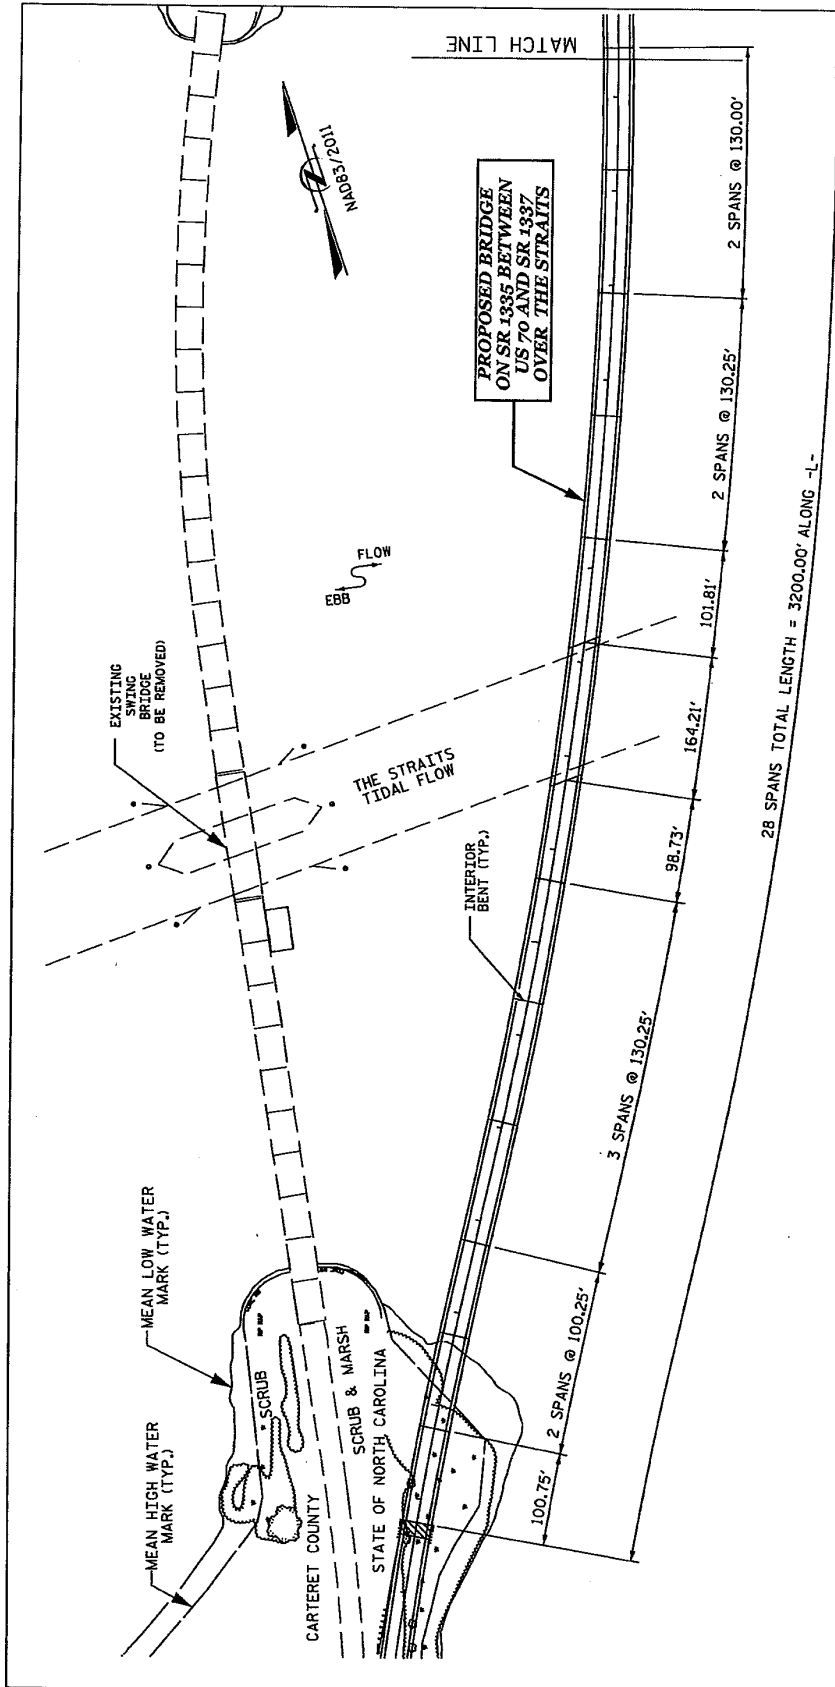 MATCH LINE
NAD83/2011
PROPOSED BRIDGE
ON SR 1335 BETWEEN
US 70 AND SR 1337
OVER THE STRAITS
2 SPANS @ 130.00'
2 SPANS @ 130.25'
FLOW
EBB
101.81'
EXISTING
SWING
BRIDGE
(TO BE REMOVED)
THE STRAITS
TIDAL FLOW
164.21'
28 SPANS TOTAL LENGTH = 3200.00' ALONG -L-
98.73'
INTERIOR
BENT (TYP.)
3 SPANS @ 130.25'
MEAN LOW WATER
MARK (TYP.)
RIP RAP
RIP RAP
SCRUB
SCRUB & MARSH
2 SPANS @ 100.25'
MEAN HIGH WATER
MARK (TYP.)
CARTERET COUNTY
STATE OF NORTH CAROLINA
100.75'